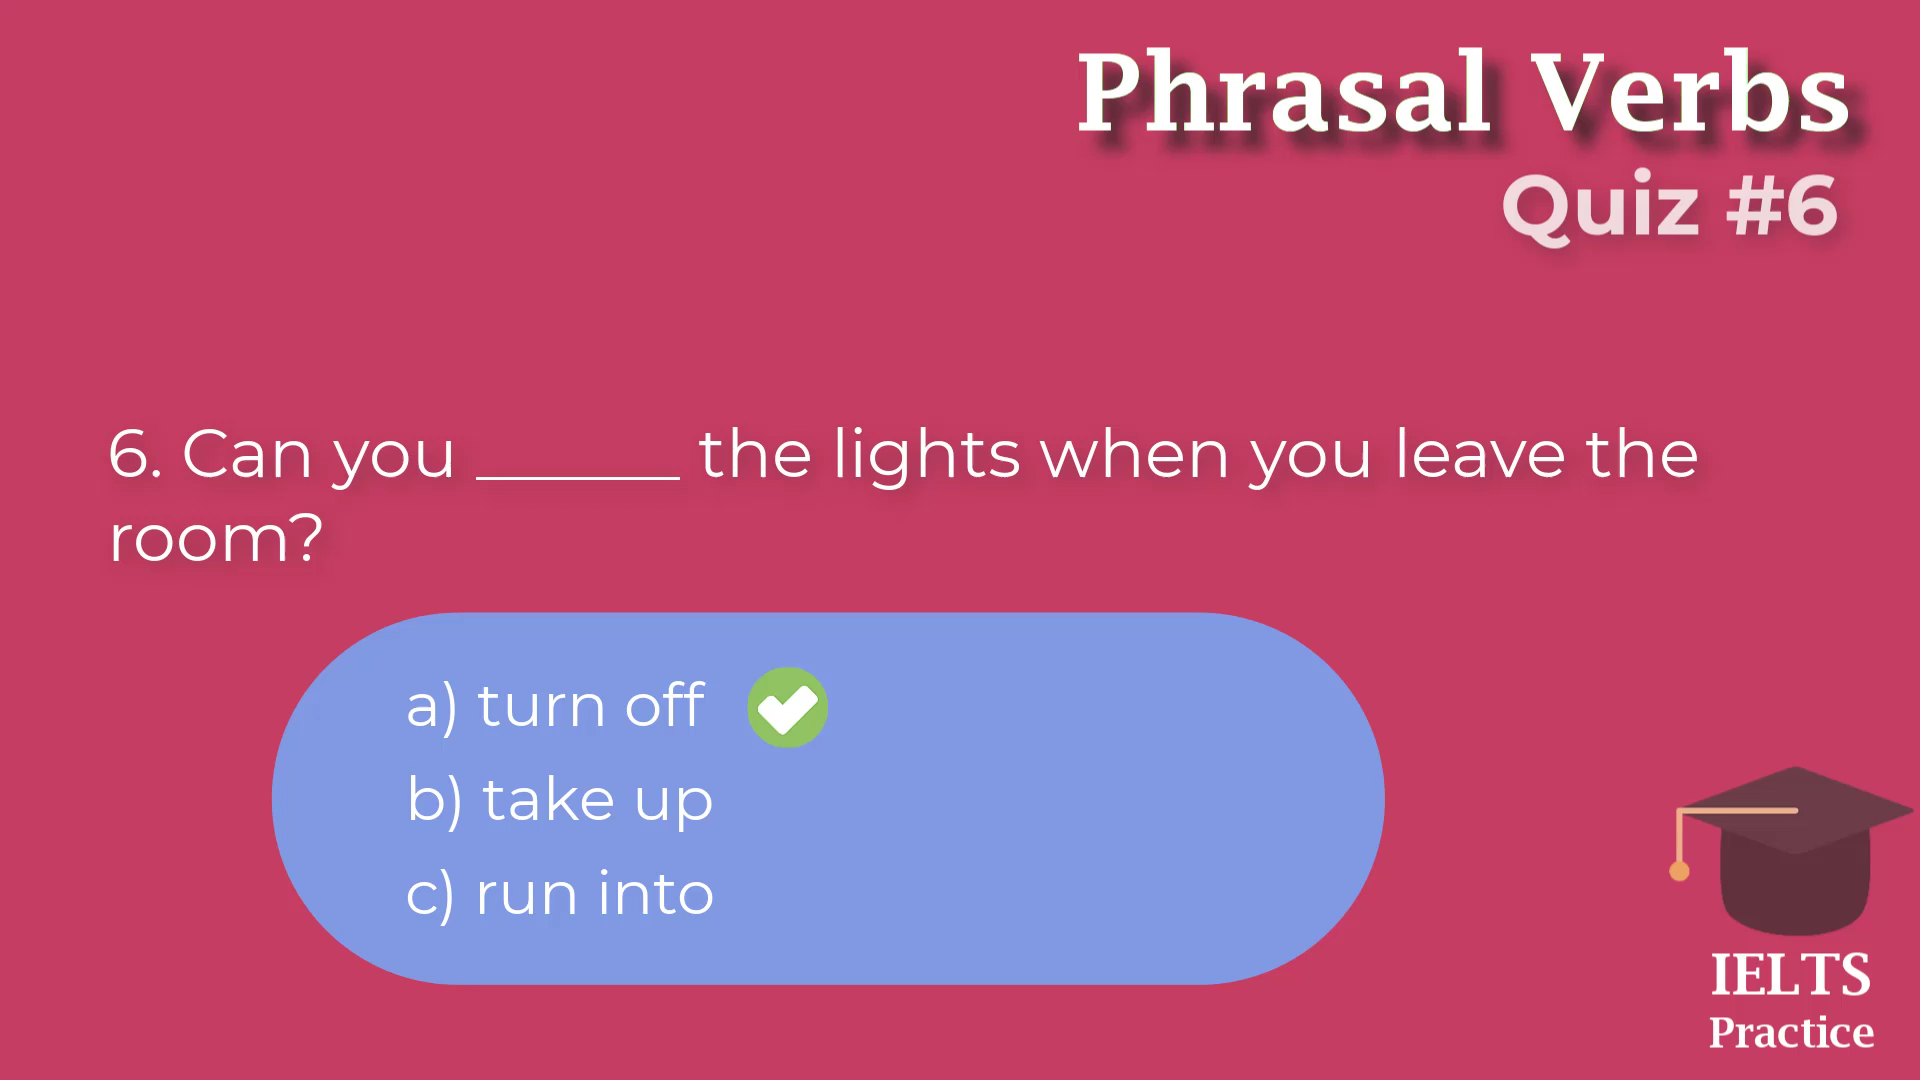 Phrasal Verbs
Quiz #6
6. Can you ______ the lights when you leave the
room?
a) turn off
b) take up
c) run into
IELTS
Practice